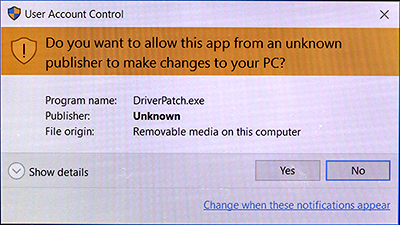 User Account Control
Do you want to allow this app from an unknown
publisher to make changes to your PC?
Program name: DriverPatch.exe
Publisher: Unknown
File origin: Removable media on this computer
Show details
Yes No
Change when these notifications appear